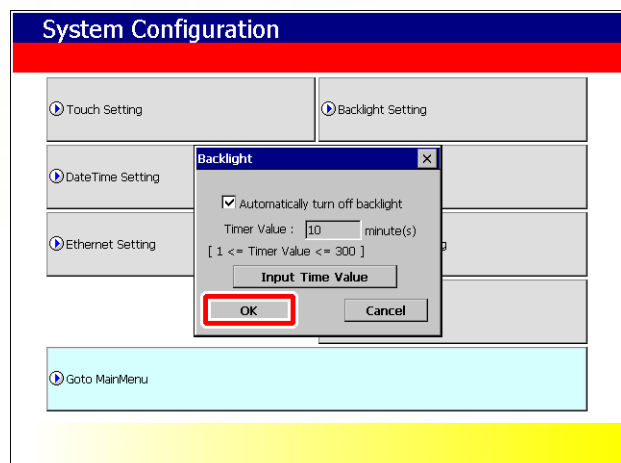 System Configuration
Touch Setting
Backlight Setting
DateTime Setting
Ethernet Setting
Backlight
Automatically turn off backlight
Timer Value : 10 minute(s)
[ 1 <= Timer Value <= 300 ]
Input Time Value
OK Cancel
Goto MainMenu